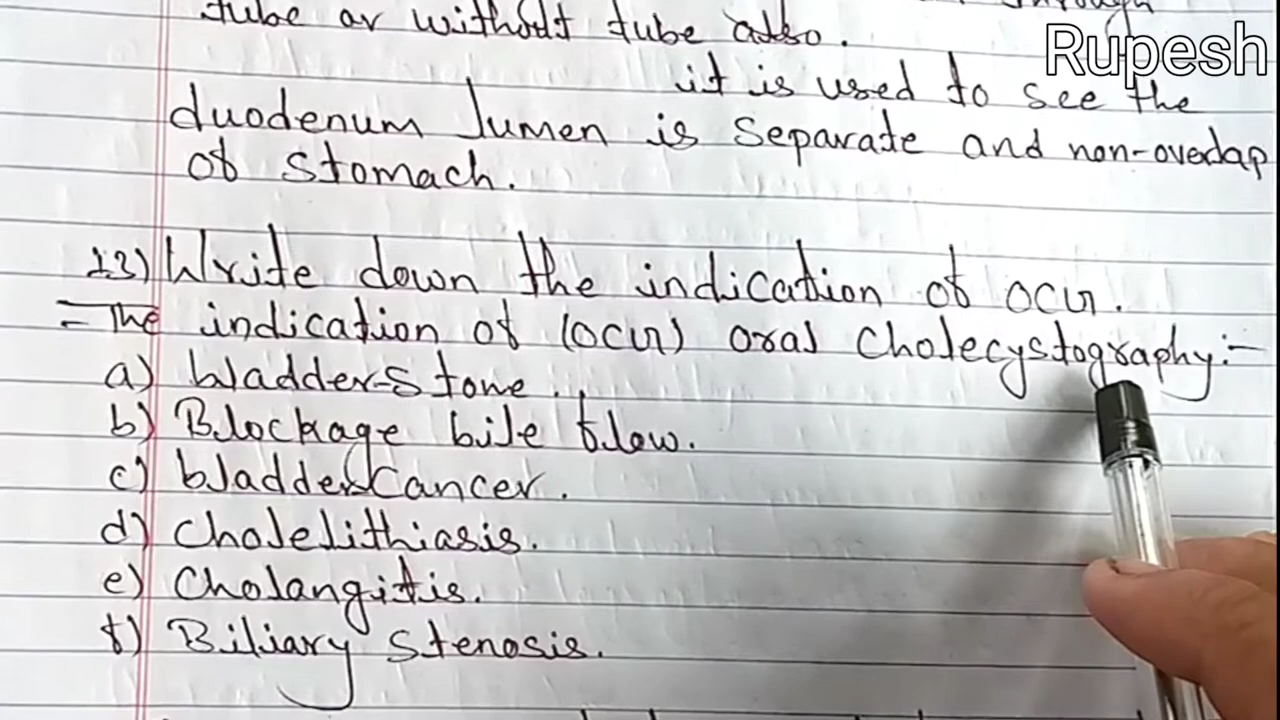 through
Rupesh
tube or without tube also.
it is used to see the
duodenum lumen is separate and non-overlap
of stomach.
23) Write down the indication of OCG.
= The indication of (OCG) oral cholecystography:-
a) bladder-stone.
b) Blockage bile flow.
c) bladder Cancer.
d) Cholelithiasis.
e) Cholangitis.
f) Biliary stenosis.